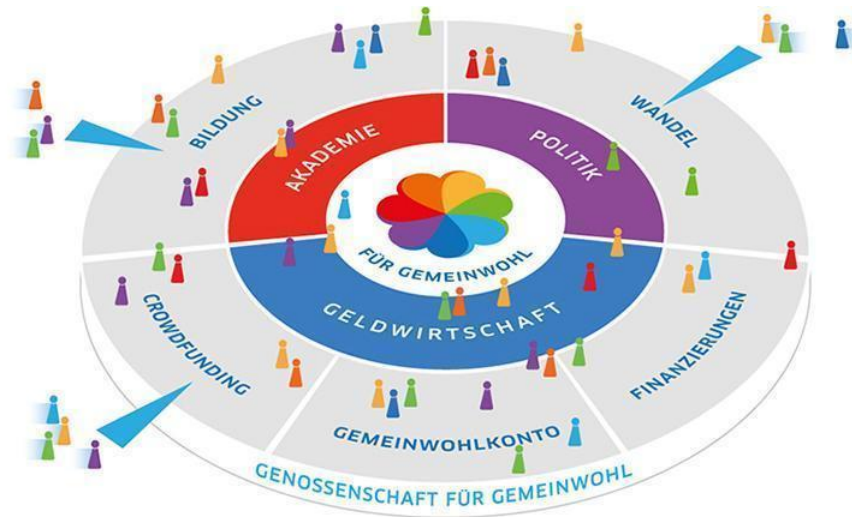 BILDUNG
WANDEL
AKADEMIE
POLITIK
FÜR GEMEINWOHL
GELDWIRTSCHAFT
CROWDFUNDING
GEMEINWOHLKONTO
FINANZIERUNGEN
GENOSSENSCHAFT FÜR GEMEINWOHL